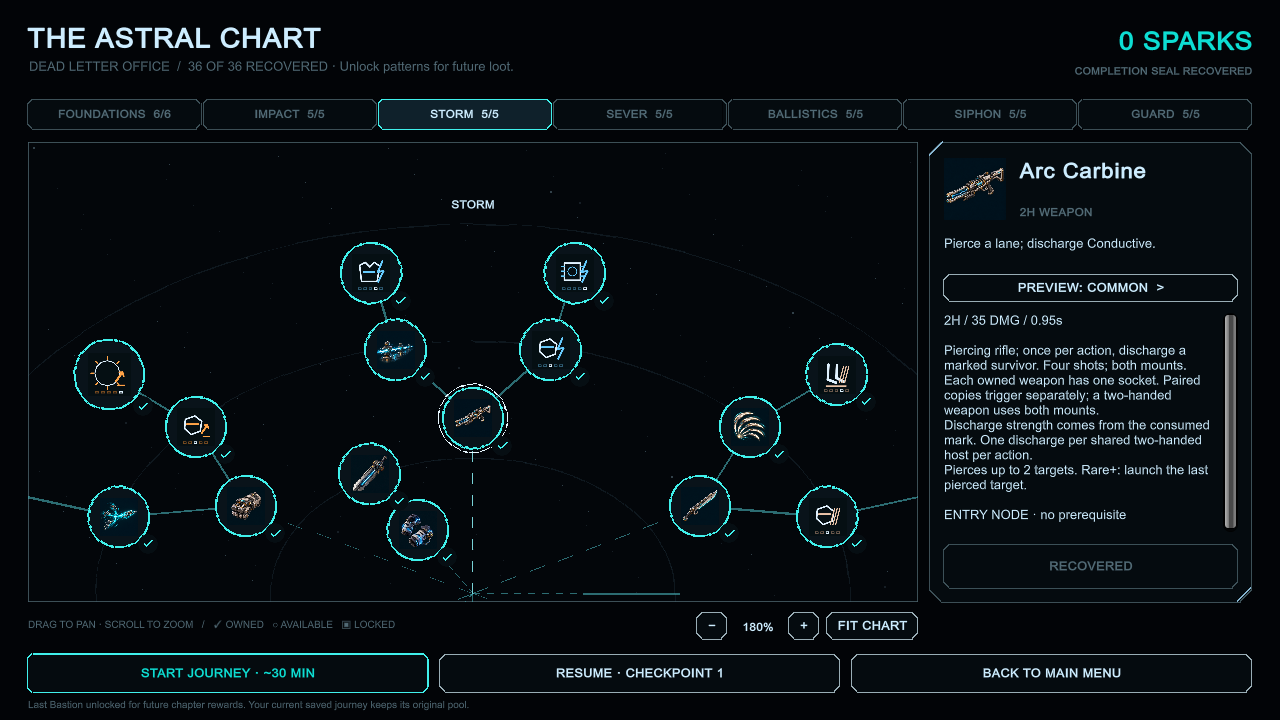 THE ASTRAL CHART
0 SPARKS
DEAD LETTER OFFICE / 36 OF 36 RECOVERED · Unlock patterns for future loot.
COMPLETION SEAL RECOVERED
FOUNDATIONS 6/6
IMPACT 5/5
STORM 5/5
SEVER 5/5
BALLISTICS 5/5
SIPHON 5/5
GUARD 5/5
STORM
Arc Carbine
2H WEAPON
Pierce a lane; discharge Conductive.
PREVIEW: COMMON >
2H / 35 DMG / 0.95s
Piercing rifle; once per action, discharge a
marked survivor. Four shots; both mounts.
Each owned weapon has one socket. Paired
copies trigger separately; a two-handed
weapon uses both mounts.
Discharge strength comes from the consumed
mark. One discharge per shared two-handed
host per action.
Pierces up to 2 targets. Rare+: launch the last
pierced target.
ENTRY NODE · no prerequisite
RECOVERED
DRAG TO PAN · SCROLL TO ZOOM / ✓ OWNED ○ AVAILABLE ▣ LOCKED
− 180% + FIT CHART
START JOURNEY · ~30 MIN
RESUME · CHECKPOINT 1
BACK TO MAIN MENU
Last Bastion unlocked for future chapter rewards. Your current saved journey keeps its original pool.